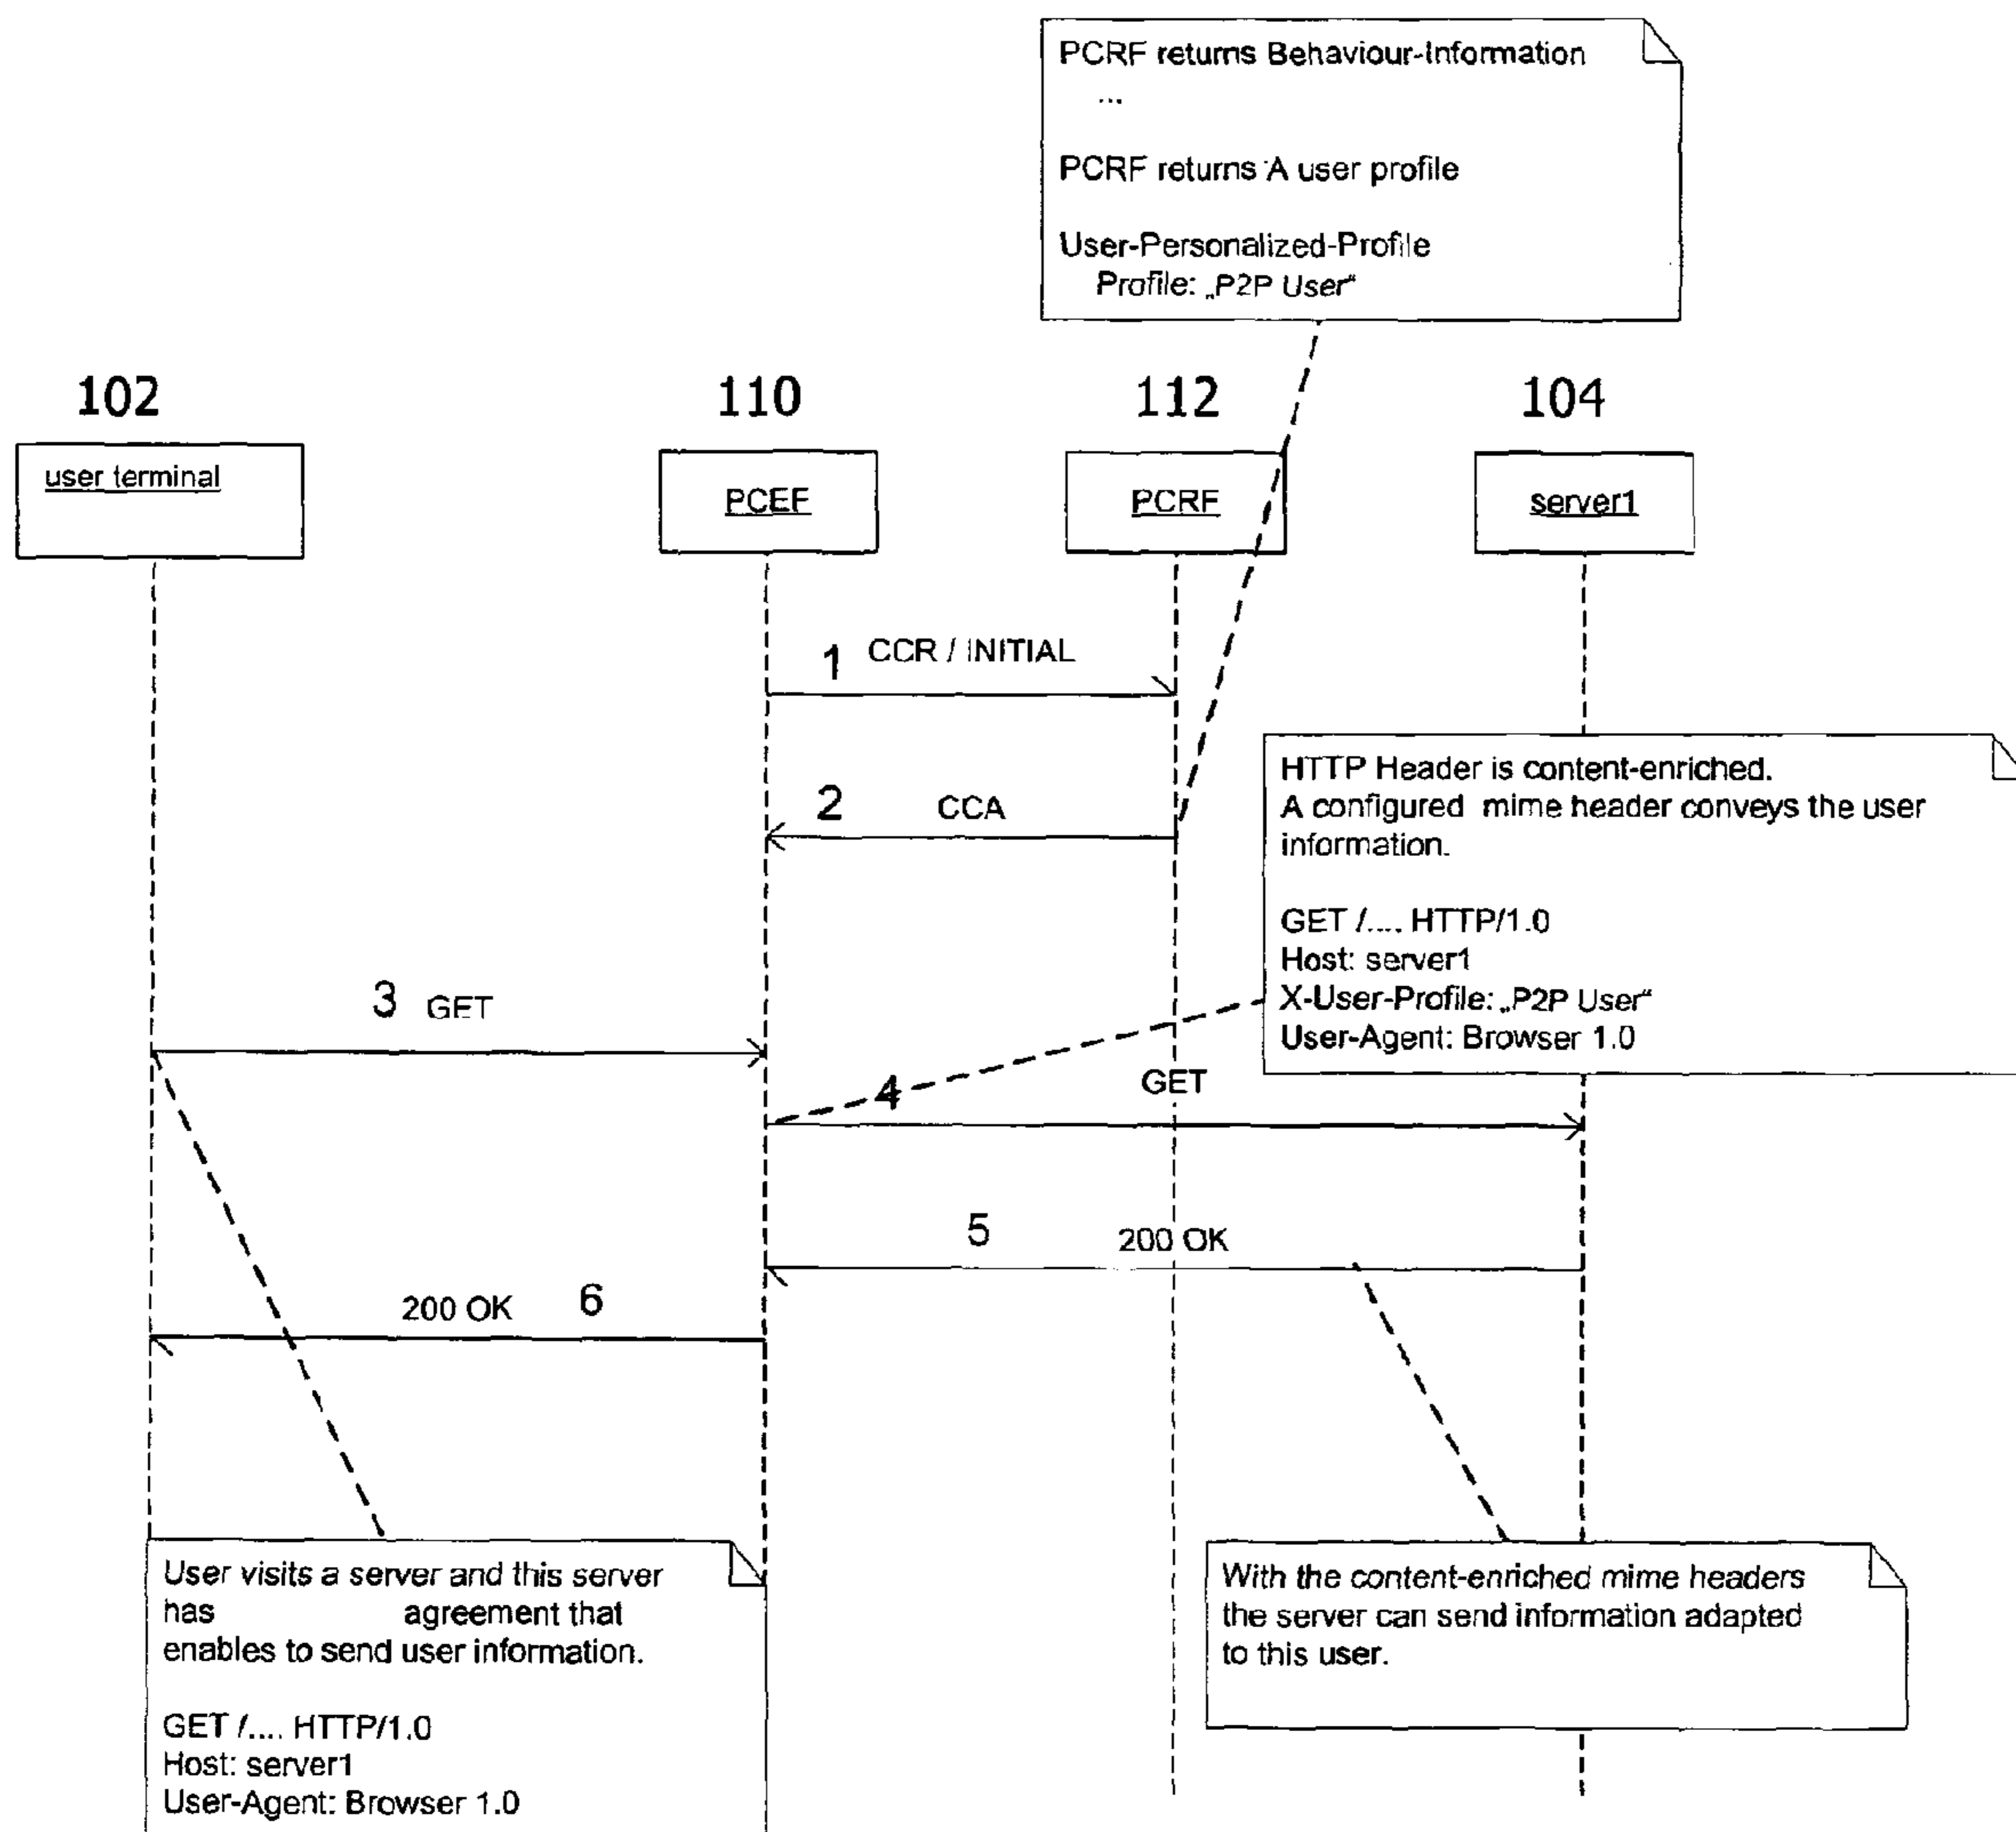 PCRF returns Behaviour-Information
...
PCRF returns A user profile
User-Personalized-Profile
Profile: „P2P User“
102
110
112
104
user terminal
PCEF
PCRF
server1
1 CCR / INITIAL
HTTP Header is content-enriched.
A configured mime header conveys the user
information.
GET /.... HTTP/1.0
Host: server1
X-User-Profile: „P2P User“
User-Agent: Browser 1.0
2 CCA
3 GET
4 GET
5 200 OK
200 OK 6
User visits a server and this server
has agreement that
enables to send user information.
GET /.... HTTP/1.0
Host: server1
User-Agent: Browser 1.0
With the content-enriched mime headers
the server can send information adapted
to this user.